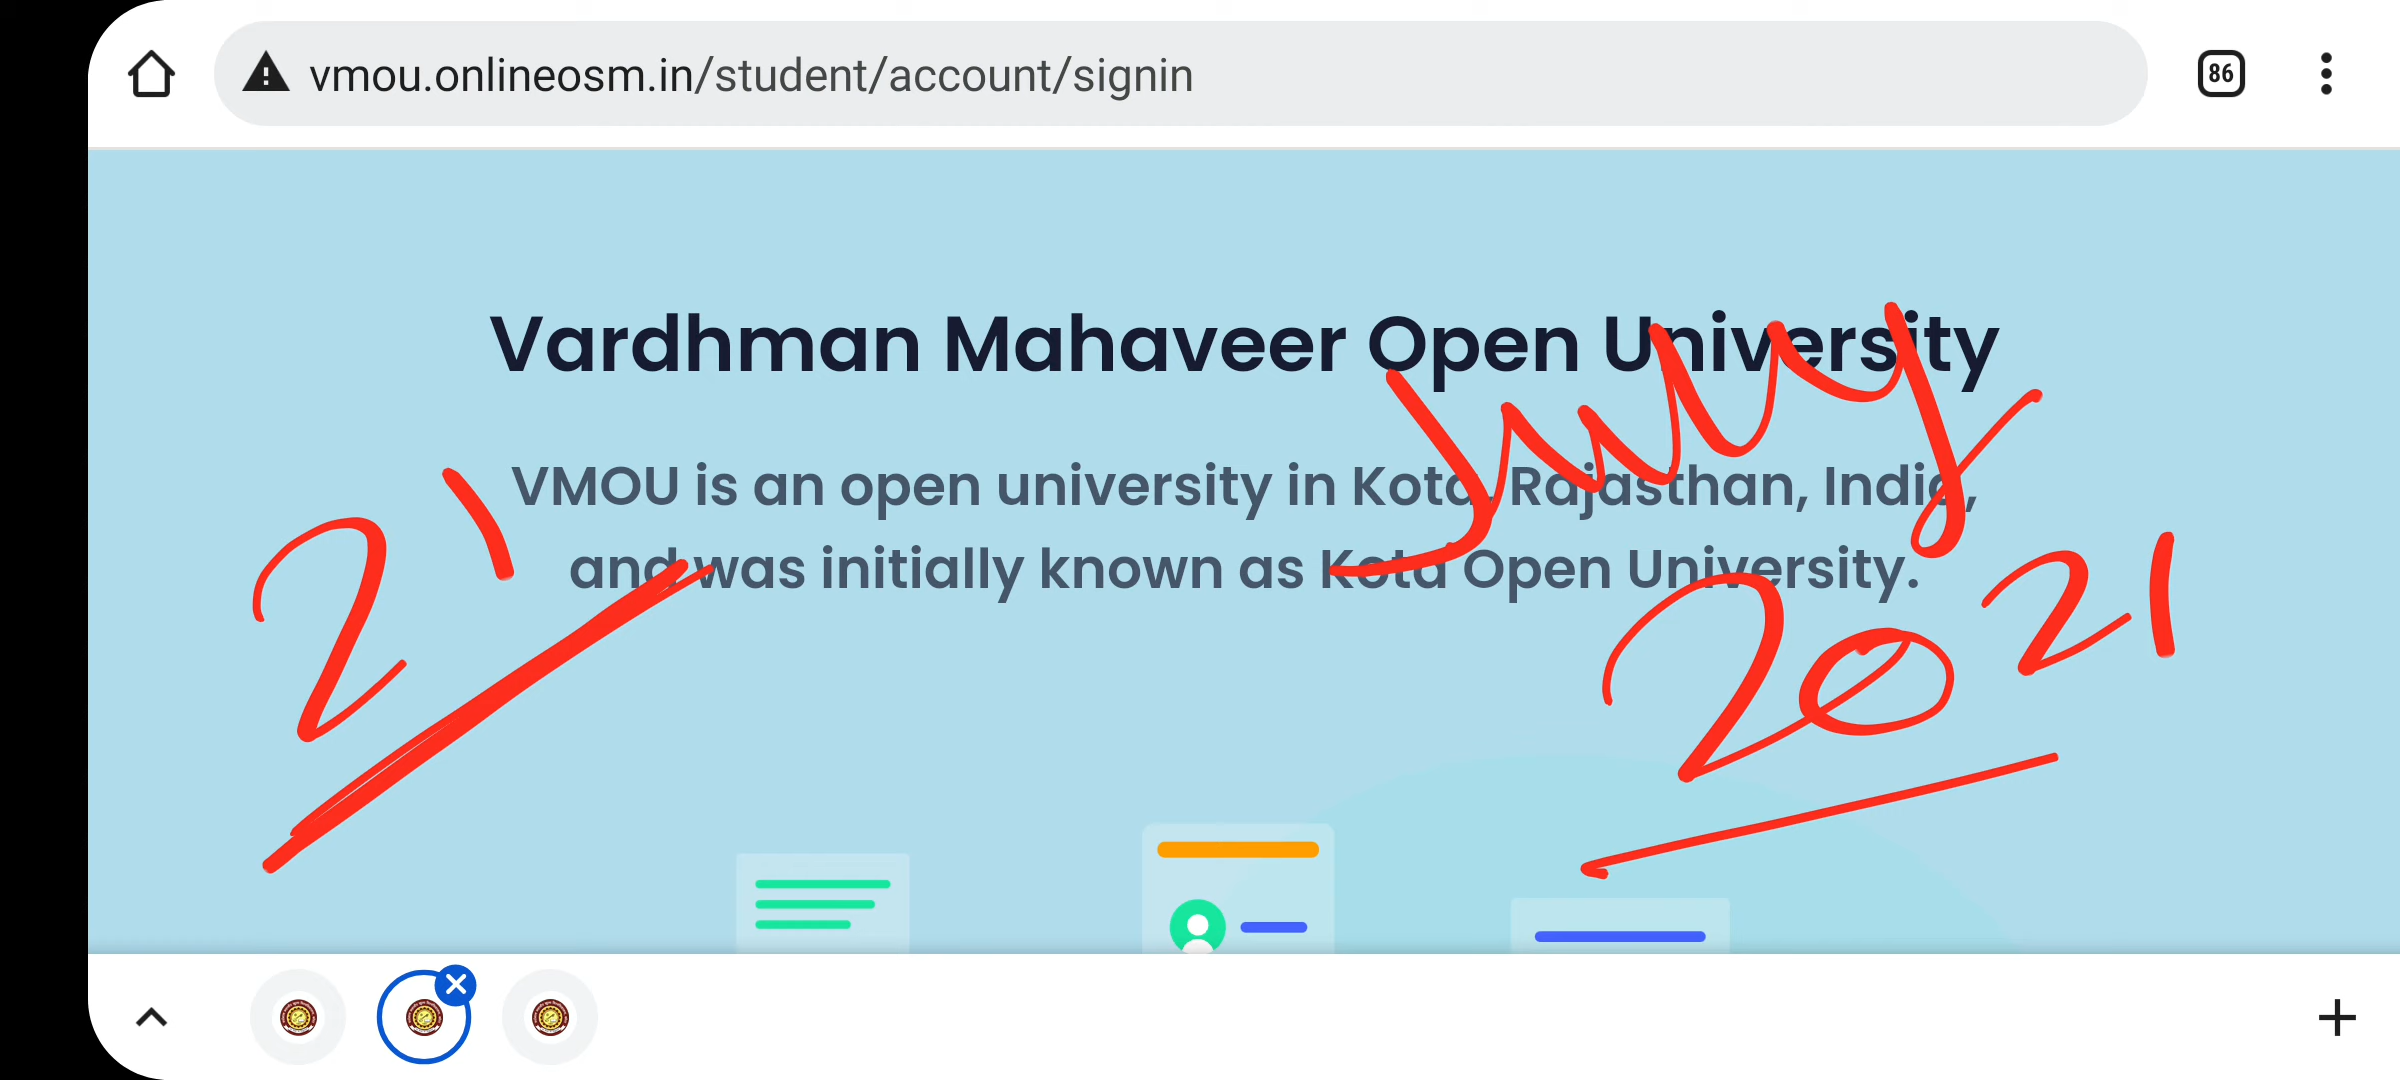 vmou.onlineosm.in/student/account/signin
86
Vardhman Mahaveer Open University
July
VMOU is an open university in Kota, Rajasthan, India,
21
and was initially known as Kota Open University.
2021